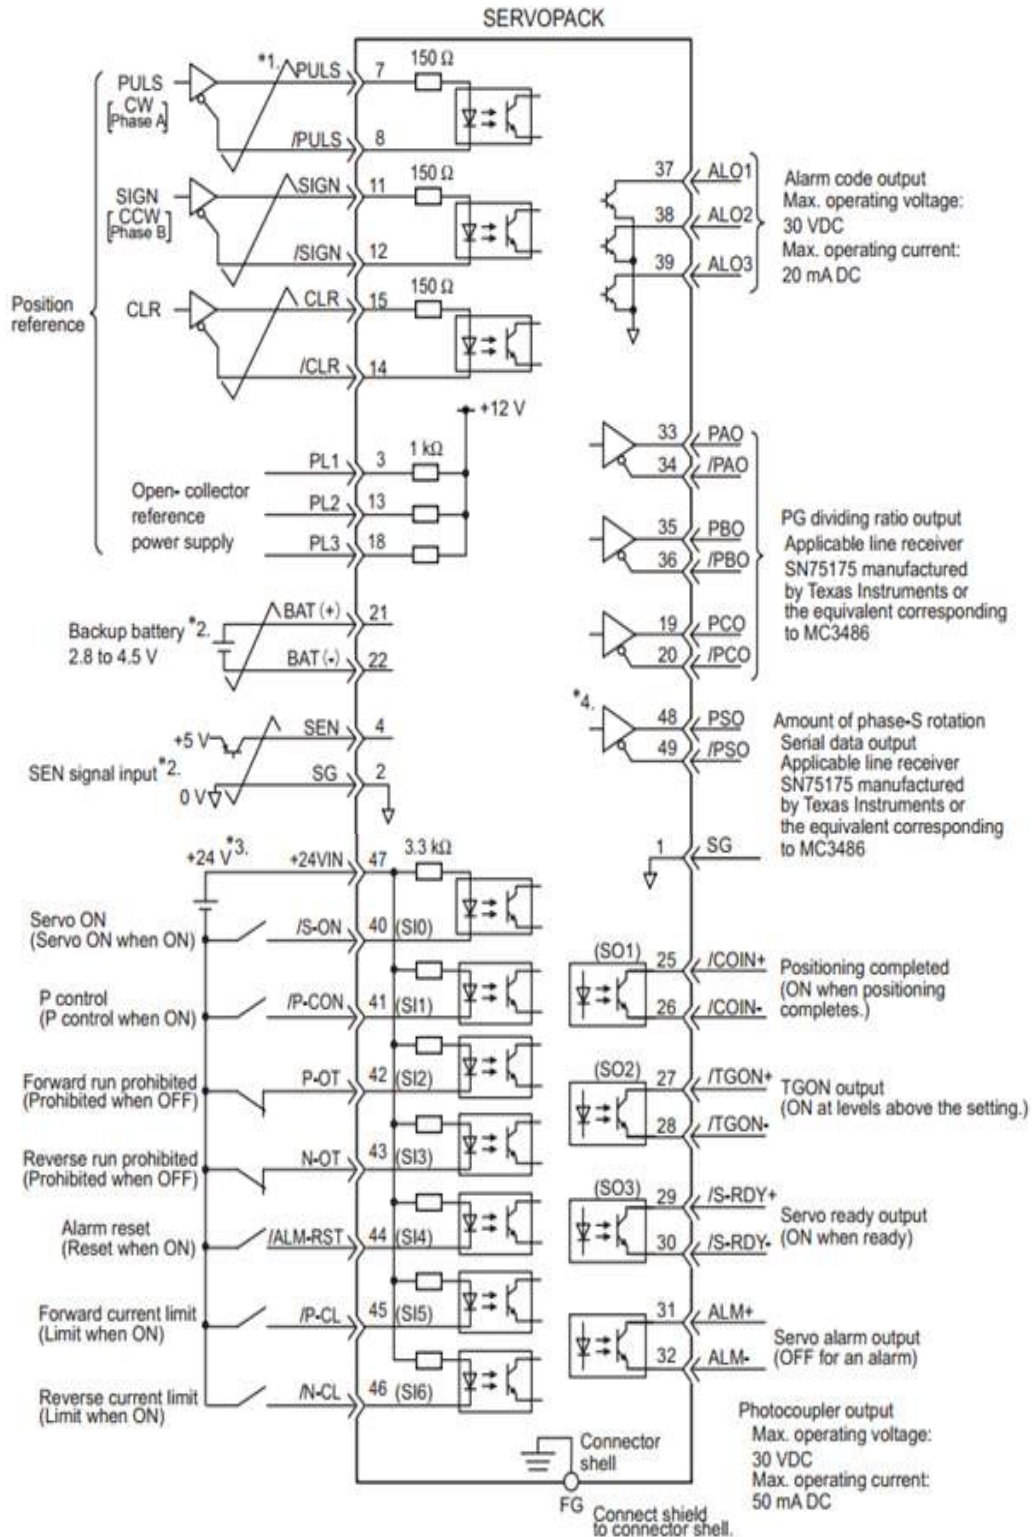 SERVOPACK
Position
reference
PULS
[CW
Phase A]
*1.
PULS
7
150 Ω
/PULS
8
SIGN
[CCW
Phase B]
SIGN
11
150 Ω
/SIGN
12
CLR
CLR
15
150 Ω
/CLR
14
+12 V
Open- collector
reference
power supply
PL1
3
1 kΩ
PL2
13
PL3
18
Backup battery *2.
2.8 to 4.5 V
BAT (+)
21
BAT (-)
22
SEN signal input *2.
+5 V
SEN
4
0 V
SG
2
+24 V *3.
+24VIN
47
3.3 kΩ
Servo ON
(Servo ON when ON)
/S-ON
40
(SI0)
P control
(P control when ON)
/P-CON
41
(SI1)
Forward run prohibited
(Prohibited when OFF)
P-OT
42
(SI2)
Reverse run prohibited
(Prohibited when OFF)
N-OT
43
(SI3)
Alarm reset
(Reset when ON)
/ALM-RST
44
(SI4)
Forward current limit
(Limit when ON)
/P-CL
45
(SI5)
Reverse current limit
(Limit when ON)
/N-CL
46
(SI6)
37
ALO1
38
ALO2
39
ALO3
Alarm code output
Max. operating voltage:
30 VDC
Max. operating current:
20 mA DC
33
PAO
34
/PAO
35
PBO
36
/PBO
19
PCO
20
/PCO
PG dividing ratio output
Applicable line receiver
SN75175 manufactured
by Texas Instruments or
the equivalent corresponding
to MC3486
*4.
48
PSO
49
/PSO
Amount of phase-S rotation
Serial data output
Applicable line receiver
SN75175 manufactured
by Texas Instruments or
the equivalent corresponding
to MC3486
1
SG
(SO1)
25
/COIN+
26
/COIN-
Positioning completed
(ON when positioning
completes.)
(SO2)
27
/TGON+
28
/TGON-
TGON output
(ON at levels above the setting.)
(SO3)
29
/S-RDY+
30
/S-RDY-
Servo ready output
(ON when ready)
31
ALM+
32
ALM-
Servo alarm output
(OFF for an alarm)
Photocoupler output
Max. operating voltage:
30 VDC
Max. operating current:
50 mA DC
Connector
shell
FG
Connect shield
to connector shell.